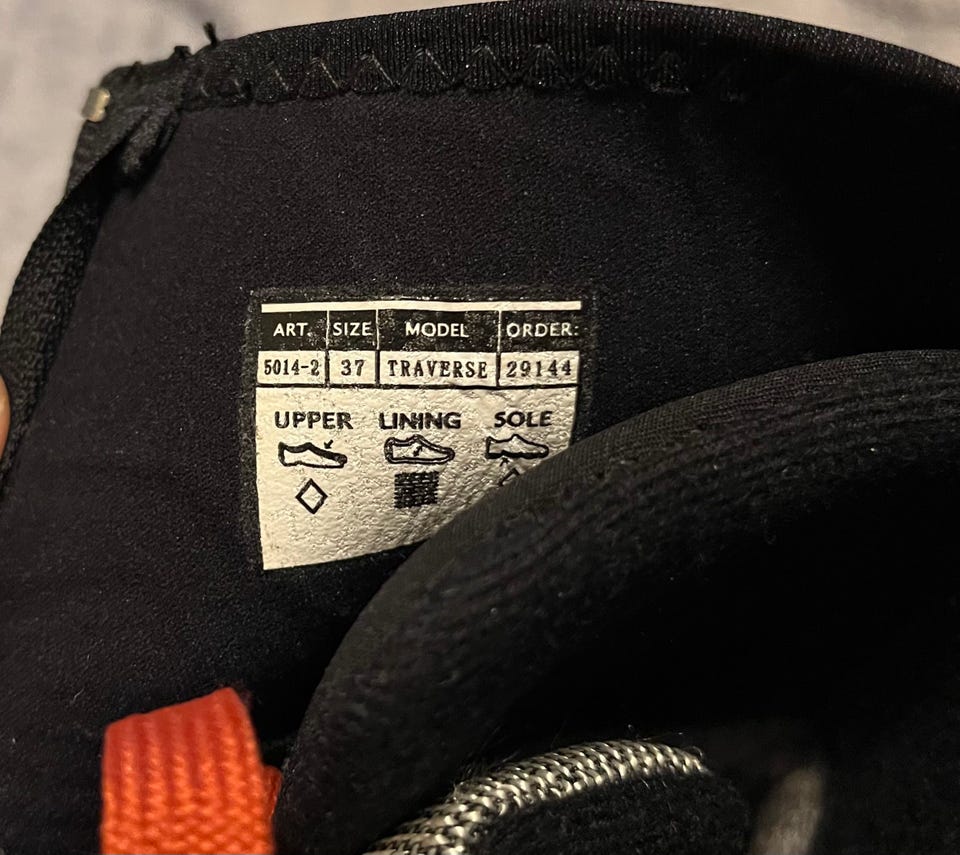 ART. SIZE MODEL ORDER:
5014-2 37 TRAVERSE 29144
UPPER LINING SOLE